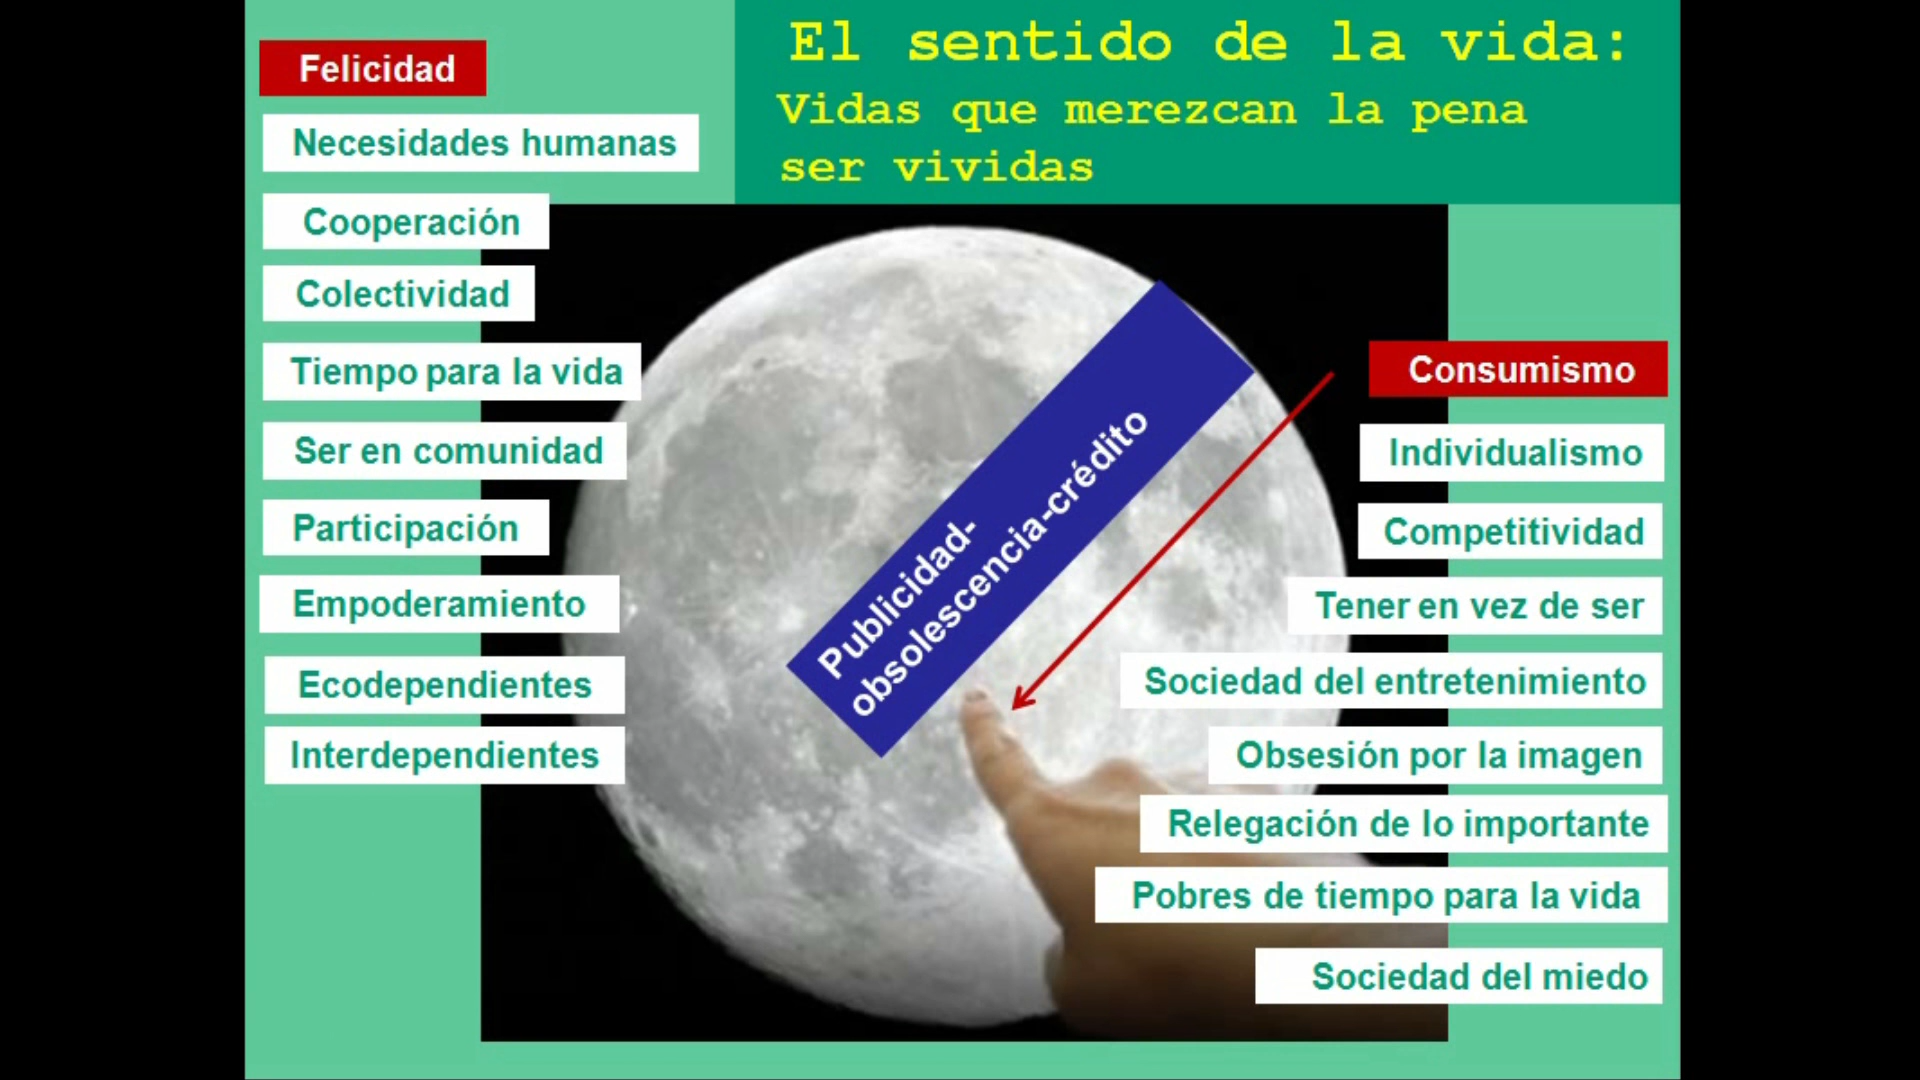 El sentido de la vida:
Vidas que merezcan la pena
ser vividas
Felicidad
Necesidades humanas
Cooperación
Colectividad
Tiempo para la vida
Ser en comunidad
Participación
Empoderamiento
Ecodependientes
Interdependientes
Publicidad-
obsolescencia-crédito
Consumismo
Individualismo
Competitividad
Tener en vez de ser
Sociedad del entretenimiento
Obsesión por la imagen
Relegación de lo importante
Pobres de tiempo para la vida
Sociedad del miedo